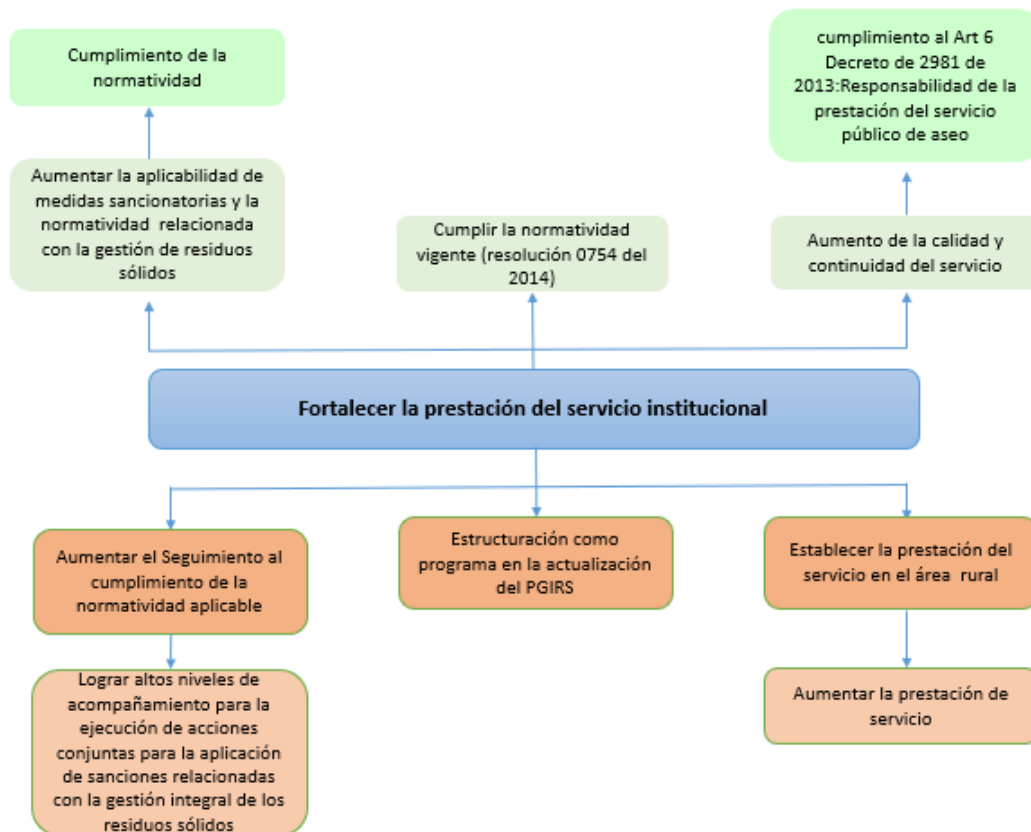 Cumplimiento de la
normatividad
cumplimiento al Art 6
Decreto de 2981 de
2013:Responsabilidad de la
prestación del servicio
público de aseo
Aumentar la aplicabilidad de
medidas sancionatorias y la
normatividad relacionada
con la gestión de residuos
sólidos
Cumplir la normatividad
vigente (resolución 0754 del
2014)
Aumento de la calidad y
continuidad del servicio
Fortalecer la prestación del servicio institucional
Aumentar el Seguimiento al
cumplimiento de la
normatividad aplicable
Estructuración como
programa en la actualización
del PGIRS
Establecer la prestación del
servicio en el área rural
Lograr altos niveles de
acompañamiento para la
ejecución de acciones
conjuntas para la aplicación
de sanciones relacionadas
con la gestión integral de los
residuos sólidos
Aumentar la prestación de
servicio